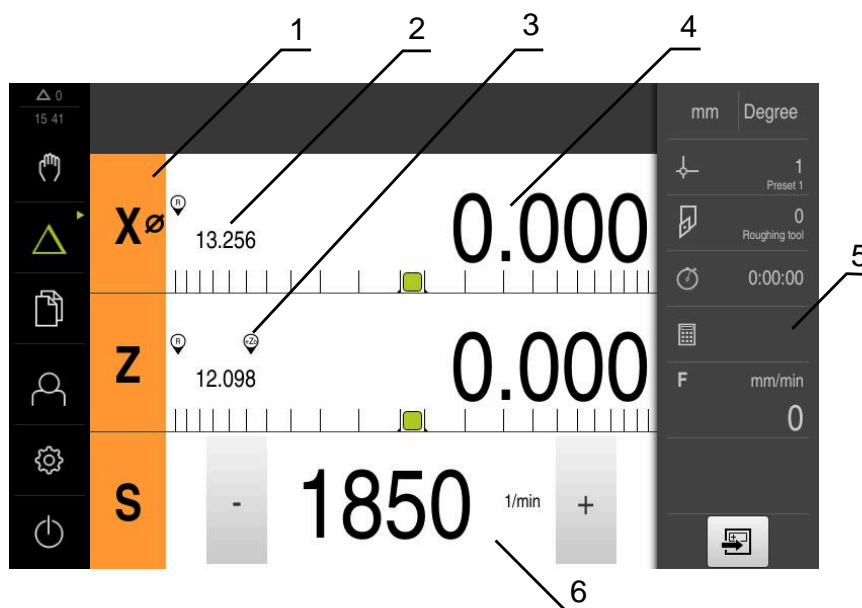 1 2 3 4
△ 0
15 41
mm Degree
1
Preset 1
X⌀ R 13.256 0.000
0
Roughing tool
5
0:00:00
Z R +Z0 12.098 0.000
F mm/min
0
S - 1850 1/min +
6